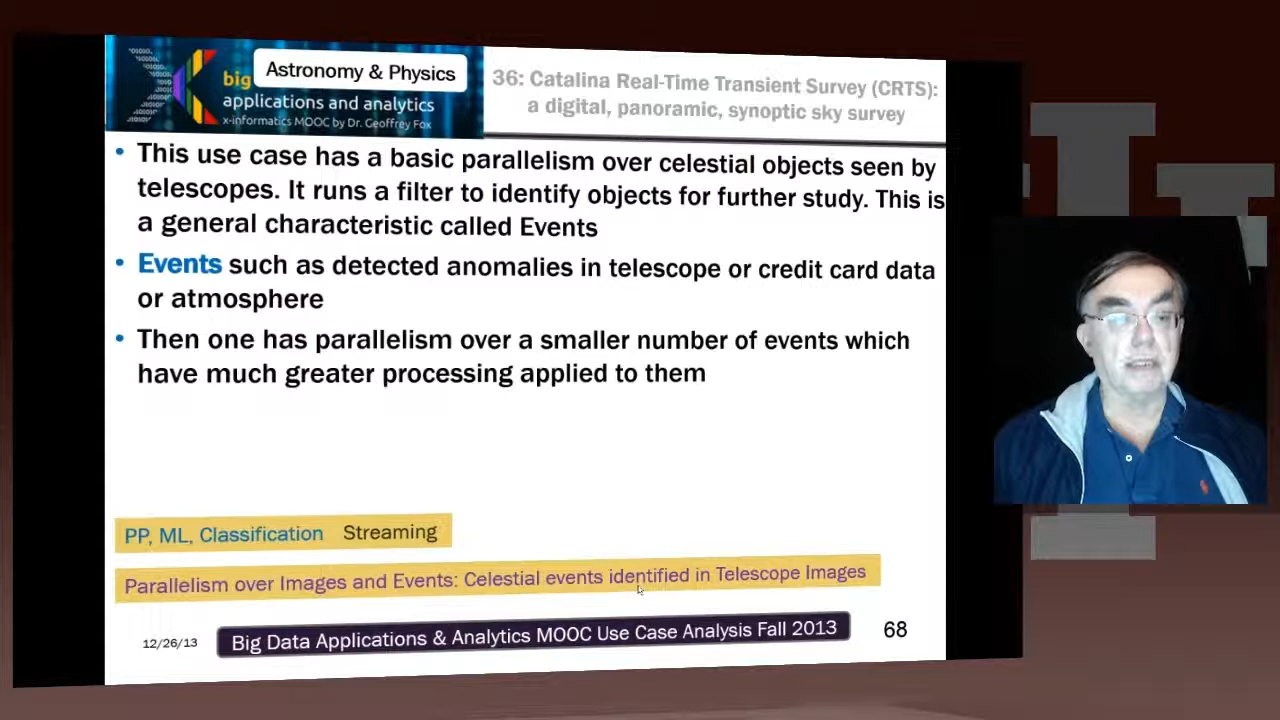 big
Astronomy & Physics
applications and analytics
x-informatics MOOC by Dr. Geoffrey Fox
36: Catalina Real-Time Transient Survey (CRTS):
a digital, panoramic, synoptic sky survey
• This use case has a basic parallelism over celestial objects seen by
telescopes. It runs a filter to identify objects for further study. This is
a general characteristic called Events
• Events such as detected anomalies in telescope or credit card data
or atmosphere
• Then one has parallelism over a smaller number of events which
have much greater processing applied to them
PP, ML, Classification Streaming
Parallelism over Images and Events: Celestial events identified in Telescope Images
12/26/13
Big Data Applications & Analytics MOOC Use Case Analysis Fall 2013
68